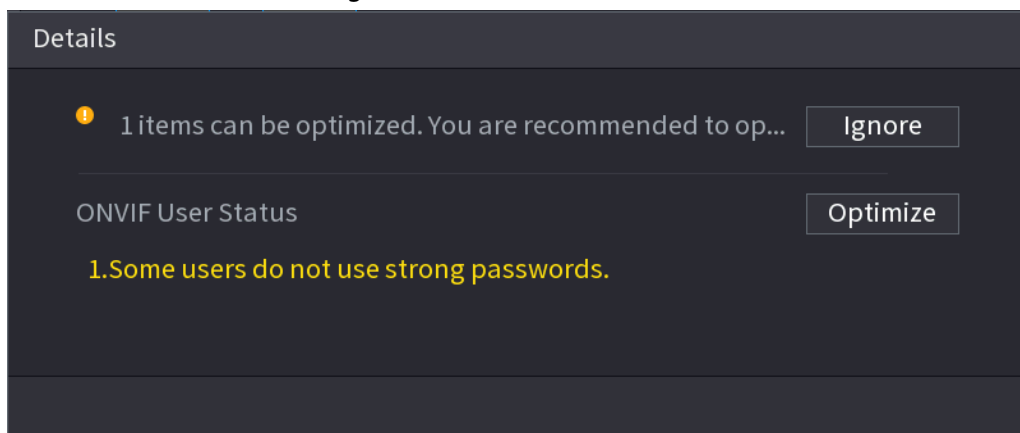 Details
1 items can be optimized. You are recommended to op... Ignore
ONVIF User Status Optimize
1.Some users do not use strong passwords.